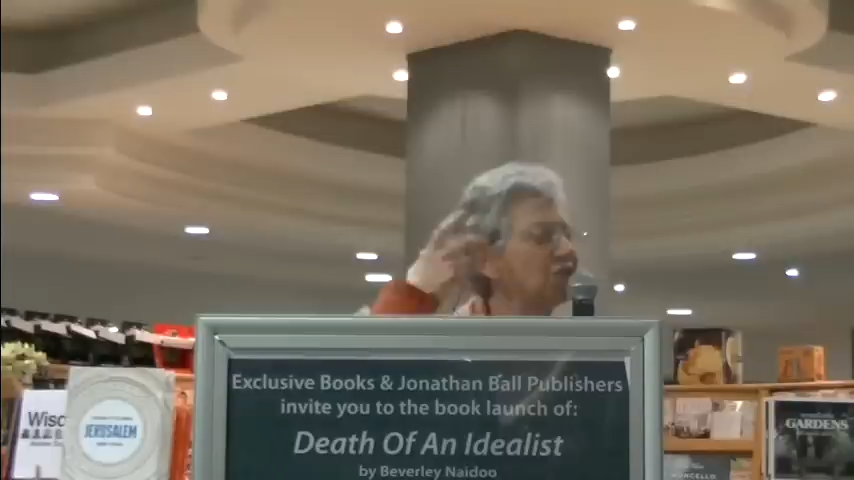 Exclusive Books & Jonathan Ball Publishers
invite you to the book launch of:
Death Of An Idealist
by Beverley Naidoo
JERUSALEM
GARDENS